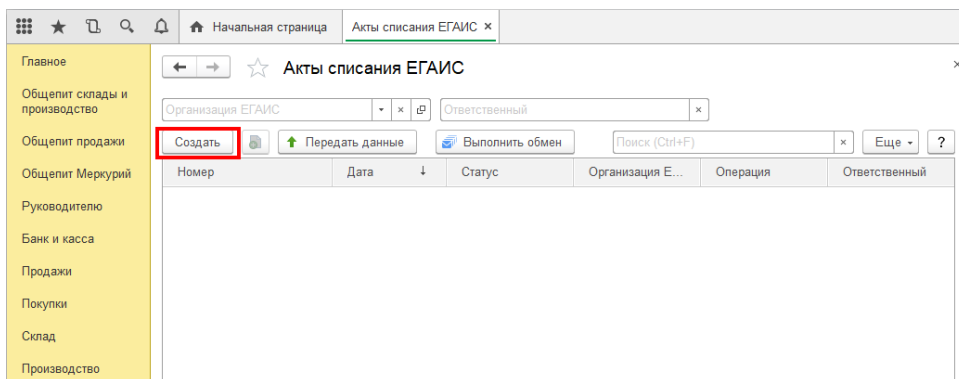 Начальная страница
Акты списания ЕГАИС ×
Главное
Общепит склады и
производство
Общепит продажи
Общепит Меркурий
Руководителю
Банк и касса
Продажи
Покупки
Склад
Производство
Акты списания ЕГАИС
Организация ЕГАИС
Ответственный
Создать
Передать данные
Выполнить обмен
Поиск (Ctrl+F)
Еще
?
Номер
Дата ↓
Статус
Организация Е...
Операция
Ответственный